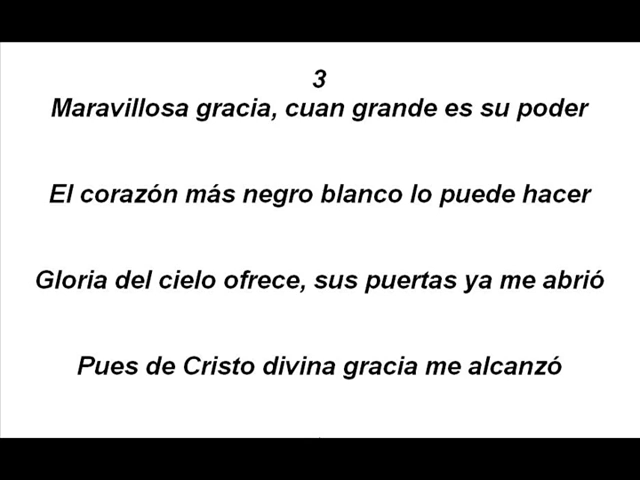 3
Maravillosa gracia, cuan grande es su poder
El corazón más negro blanco lo puede hacer
Gloria del cielo ofrece, sus puertas ya me abrió
Pues de Cristo divina gracia me alcanzó